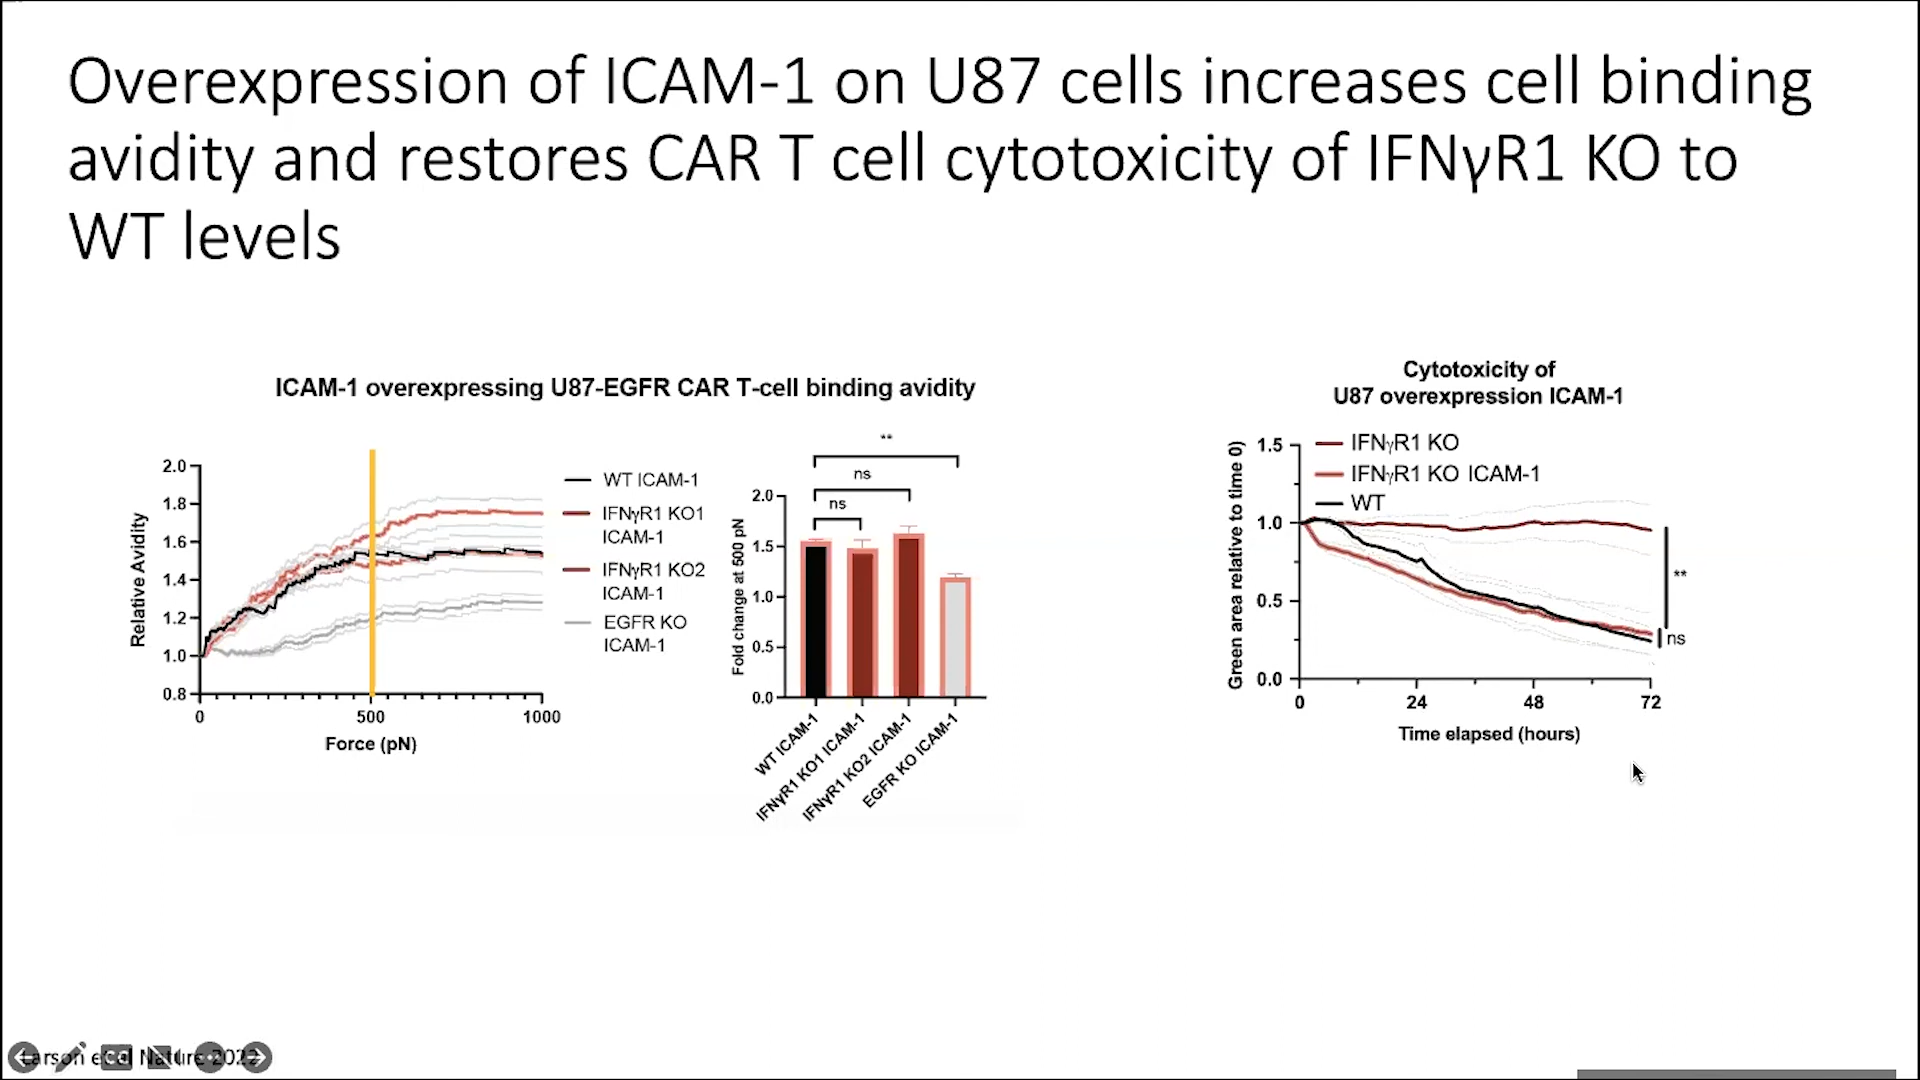 Overexpression of ICAM-1 on U87 cells increases cell binding
avidity and restores CAR T cell cytotoxicity of IFNγR1 KO to
WT levels
ICAM-1 overexpressing U87-EGFR CAR T-cell binding avidity
Relative Avidity
2.0
1.8
1.6
1.4
1.2
1.0
0.8
0
500
1000
Force (pN)
WT ICAM-1
IFNγR1 KO1
ICAM-1
IFNγR1 KO2
ICAM-1
EGFR KO
ICAM-1
Fold change at 500 pN
2.0
1.5
1.0
0.5
0.0
**
ns
ns
WT ICAM-1
IFNγR1 KO1 ICAM-1
IFNγR1 KO2 ICAM-1
EGFR KO ICAM-1
Cytotoxicity of
U87 overexpression ICAM-1
Green area relative to time 0)
1.5
1.0
0.5
0.0
IFNγR1 KO
IFNγR1 KO ICAM-1
WT
**
ns
0
24
48
72
Time elapsed (hours)
Larson et al Nature 2022